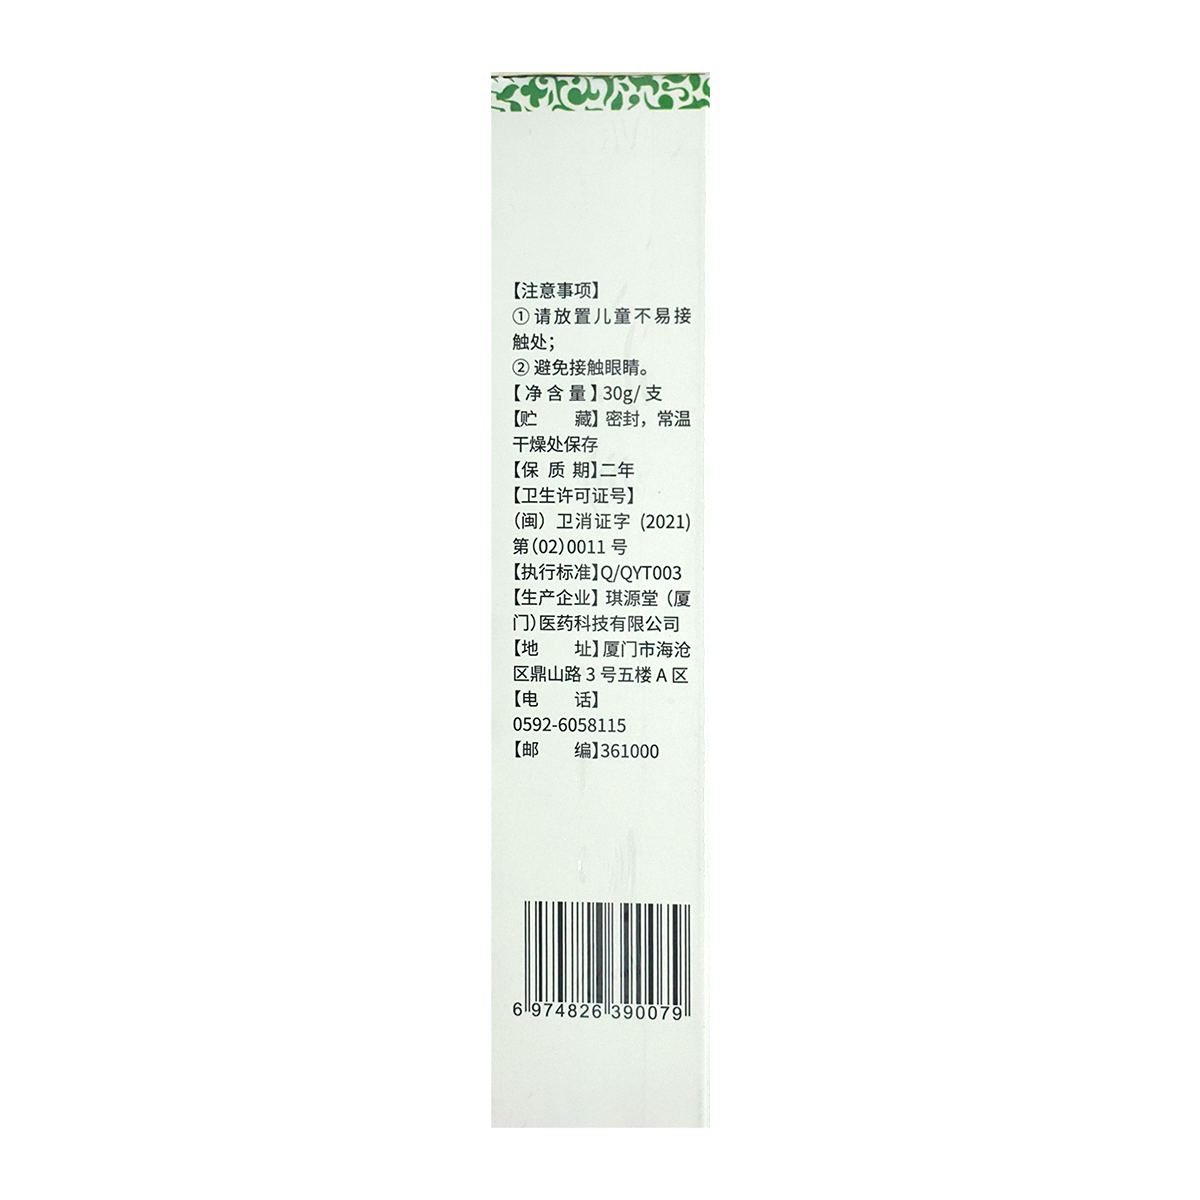 【注意事项】
① 请放置儿童不易接
触处；
② 避免接触眼睛。
【净含量】30g/ 支
【贮　　藏】密封，常温
干燥处保存
【保 质 期】二年
【卫生许可证号】
（闽）卫消证字 (2021)
第(02)0011 号
【执行标准】Q/QYT003
【生产企业】琪源堂（厦
门）医药科技有限公司
【地　　址】厦门市海沧
区鼎山路 3 号五楼 A 区
【电　　话】
0592-6058115
【邮　　编】361000
6 974826 390079